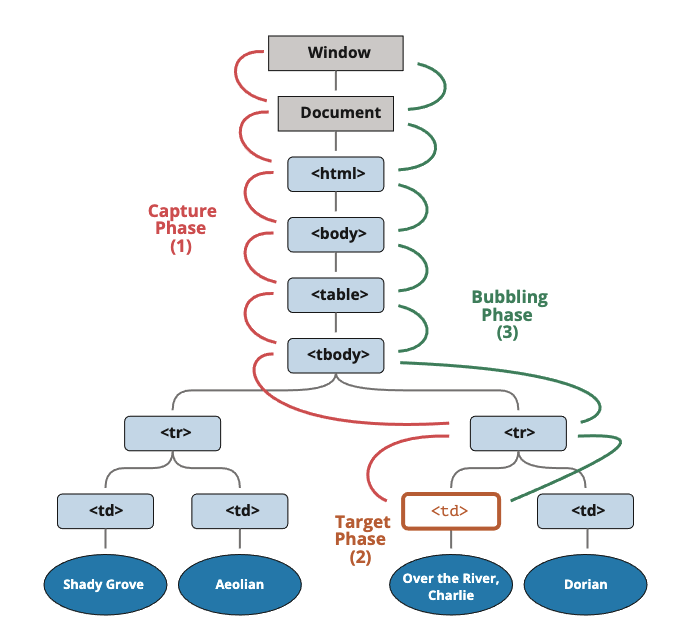 Window
Document
<html>
<body>
<table>
<tbody>
Capture
Phase
(1)
Bubbling
Phase
(3)
<tr>
<tr>
<td>
<td>
<td>
<td>
Target
Phase
(2)
Shady Grove
Aeolian
Over the River,
Charlie
Dorian